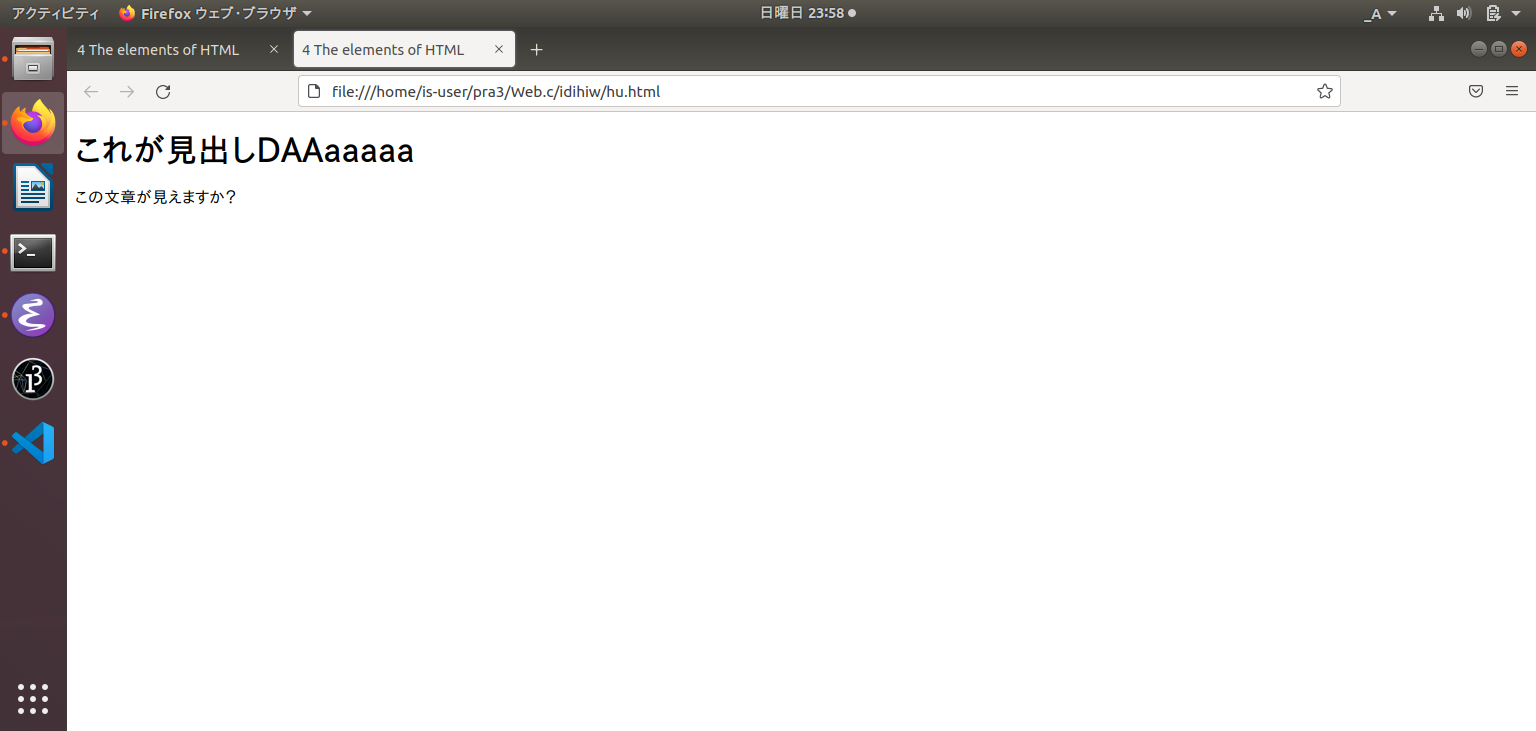 アクティビティ Firefox ウェブ・ブラウザ 日曜日 23:58 _A
4 The elements of HTML 4 The elements of HTML
file:///home/is-user/pra3/Web.c/idihiw/hu.html
これが見出しDAAaaaaa
この文章が見えますか？